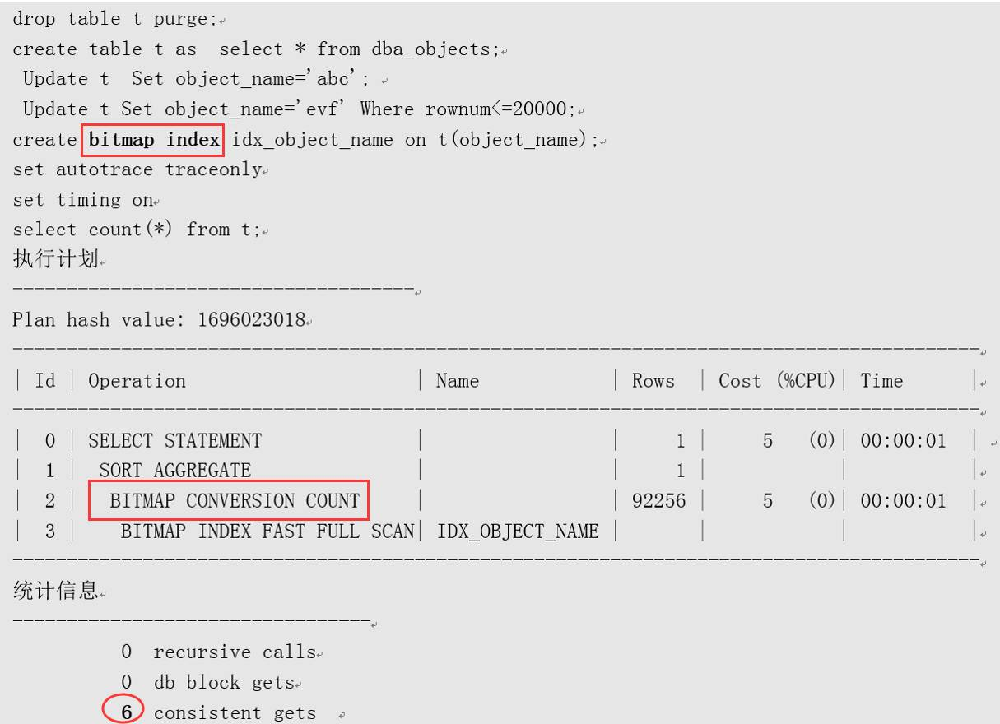 drop table t purge;
create table t as  select * from dba_objects;
 Update t  Set object_name='abc';
 Update t Set object_name='evf' Where rownum<=20000;
create bitmap index idx_object_name on t(object_name);
set autotrace traceonly
set timing on
select count(*) from t;
执行计划
-------------------------------------
Plan hash value: 1696023018
-----------------------------------------------------------------------------------------
| Id | Operation                     | Name            | Rows  | Cost (%CPU)| Time      |
-----------------------------------------------------------------------------------------
|  0 | SELECT STATEMENT              |                 |     1 |     5   (0)| 00:00:01  |
|  1 |  SORT AGGREGATE               |                 |     1 |            |           |
|  2 |   BITMAP CONVERSION COUNT     |                 | 92256 |     5   (0)| 00:00:01  |
|  3 |    BITMAP INDEX FAST FULL SCAN| IDX_OBJECT_NAME |       |            |           |
-----------------------------------------------------------------------------------------
统计信息
---------------------------------
          0  recursive calls
          0  db block gets
          6  consistent gets